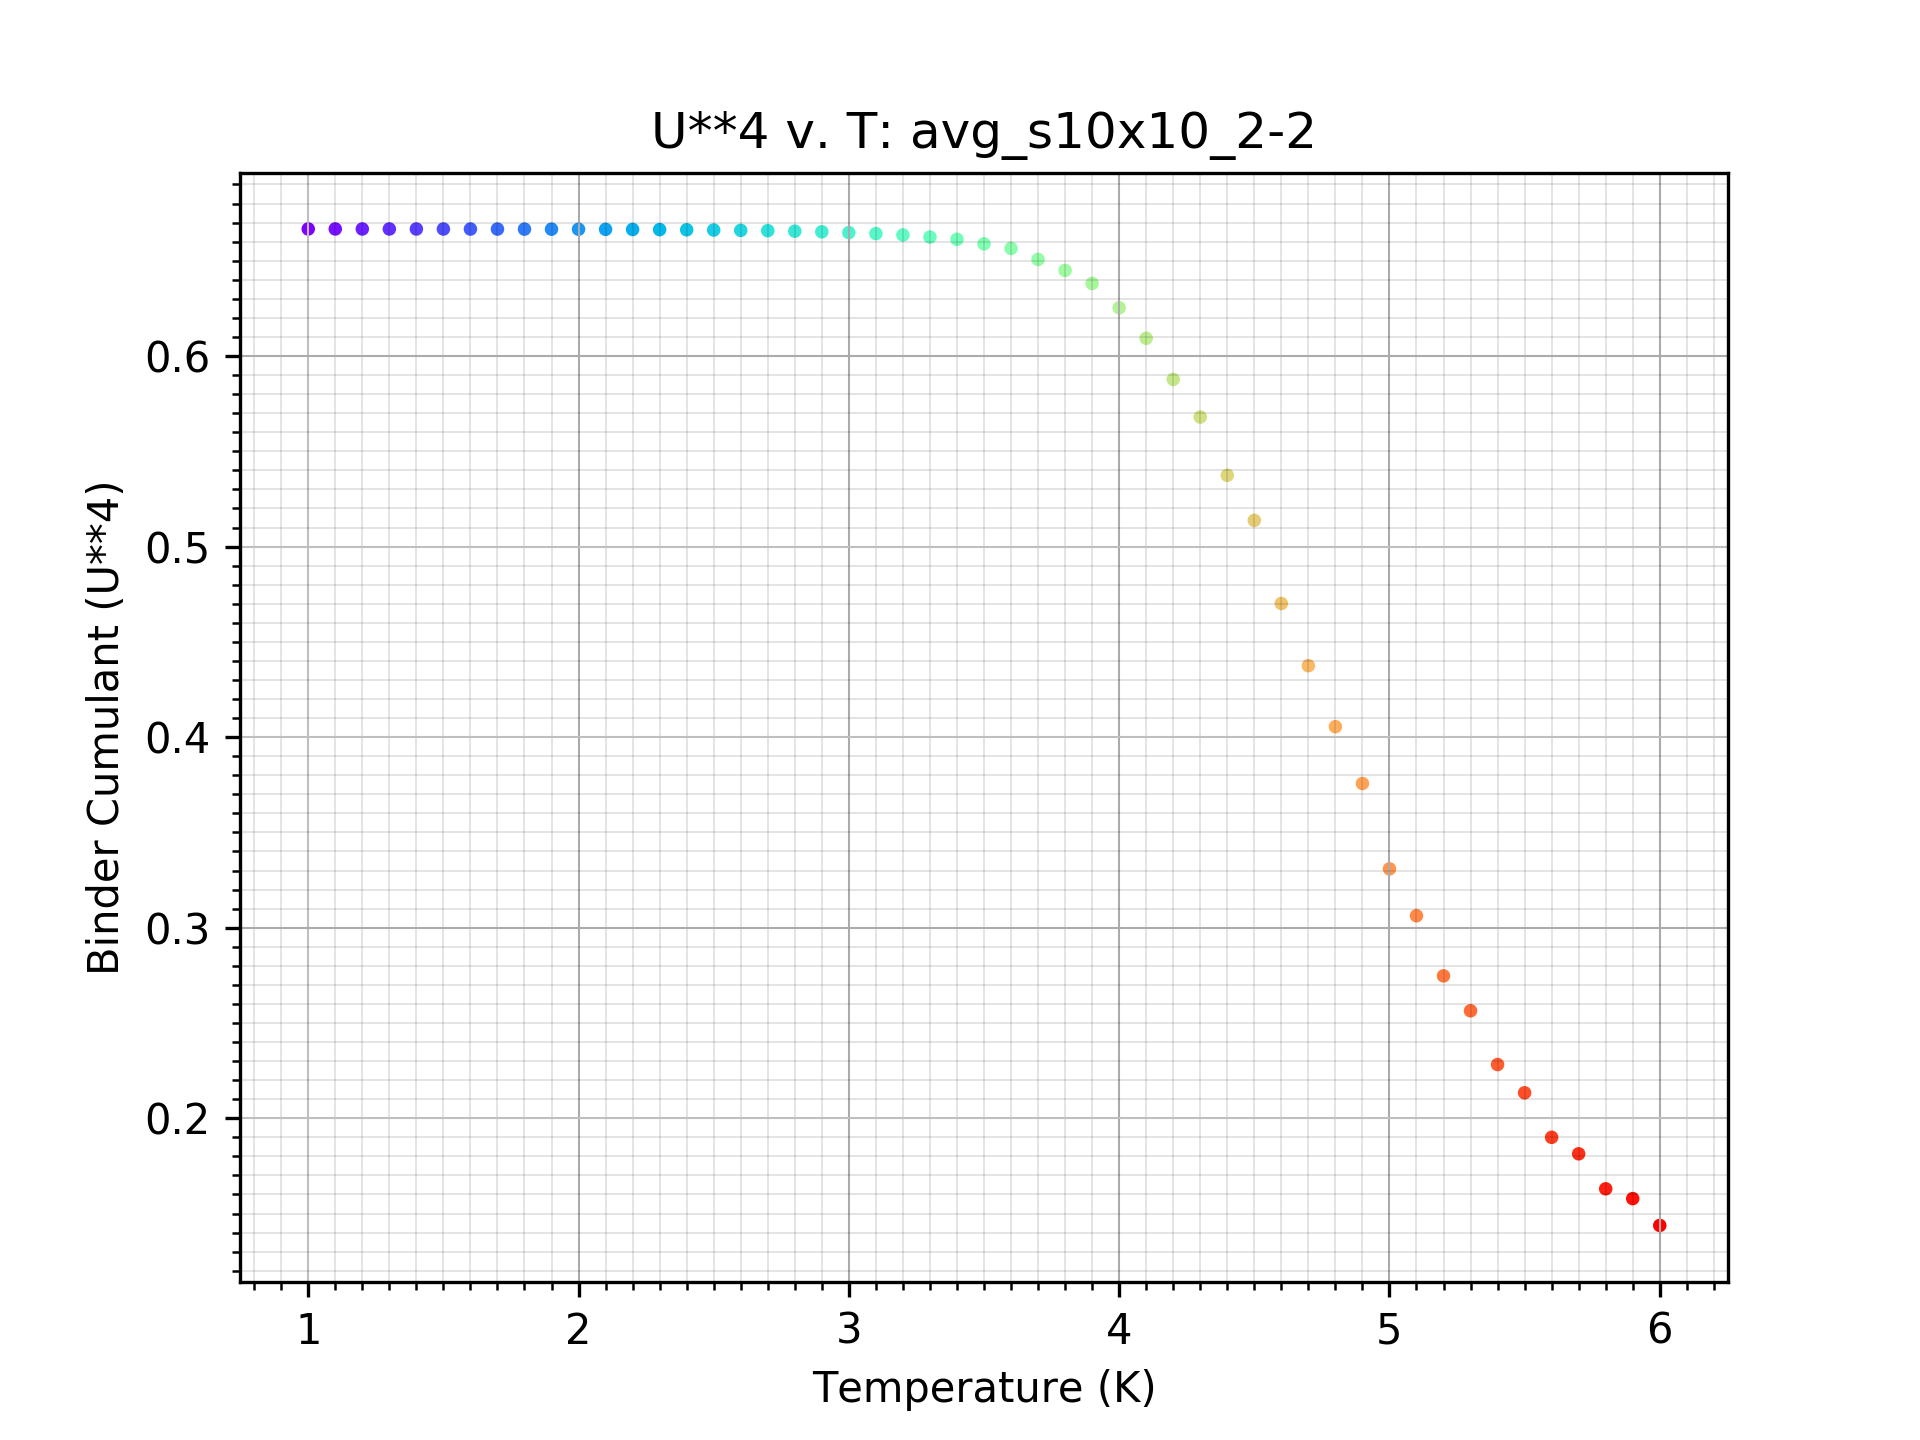 U**4 v. T: avg_s10x10_2-2
Binder Cumulant (U**4)
0.6
0.5
0.4
0.3
0.2
1 2 3 4 5 6
Temperature (K)